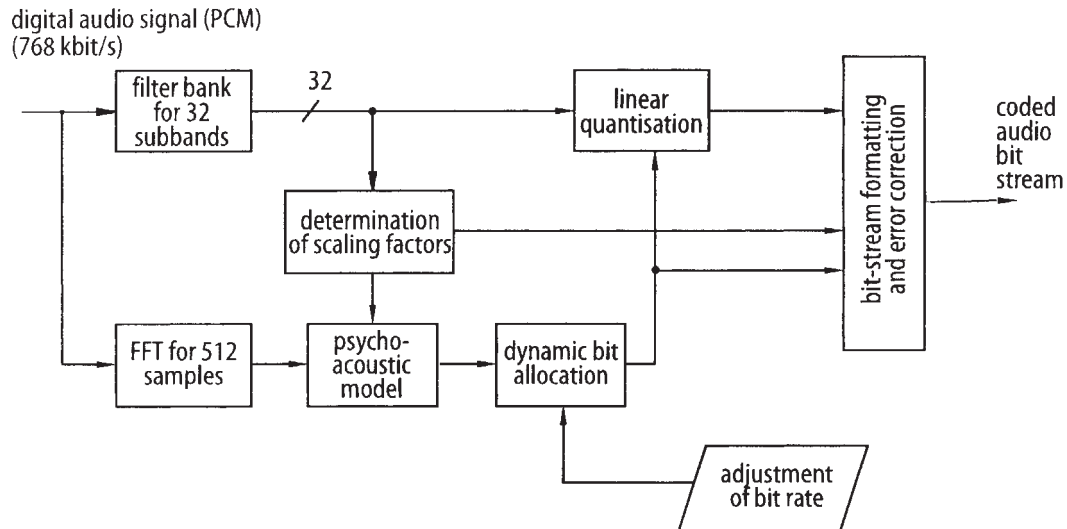 digital audio signal (PCM)
(768 kbit/s)
filter bank
for 32
subbands
32
linear
quantisation
bit-stream formatting
and error correction
coded
audio
bit
stream
determination
of scaling factors
FFT for 512
samples
psycho-
acoustic
model
dynamic bit
allocation
adjustment
of bit rate